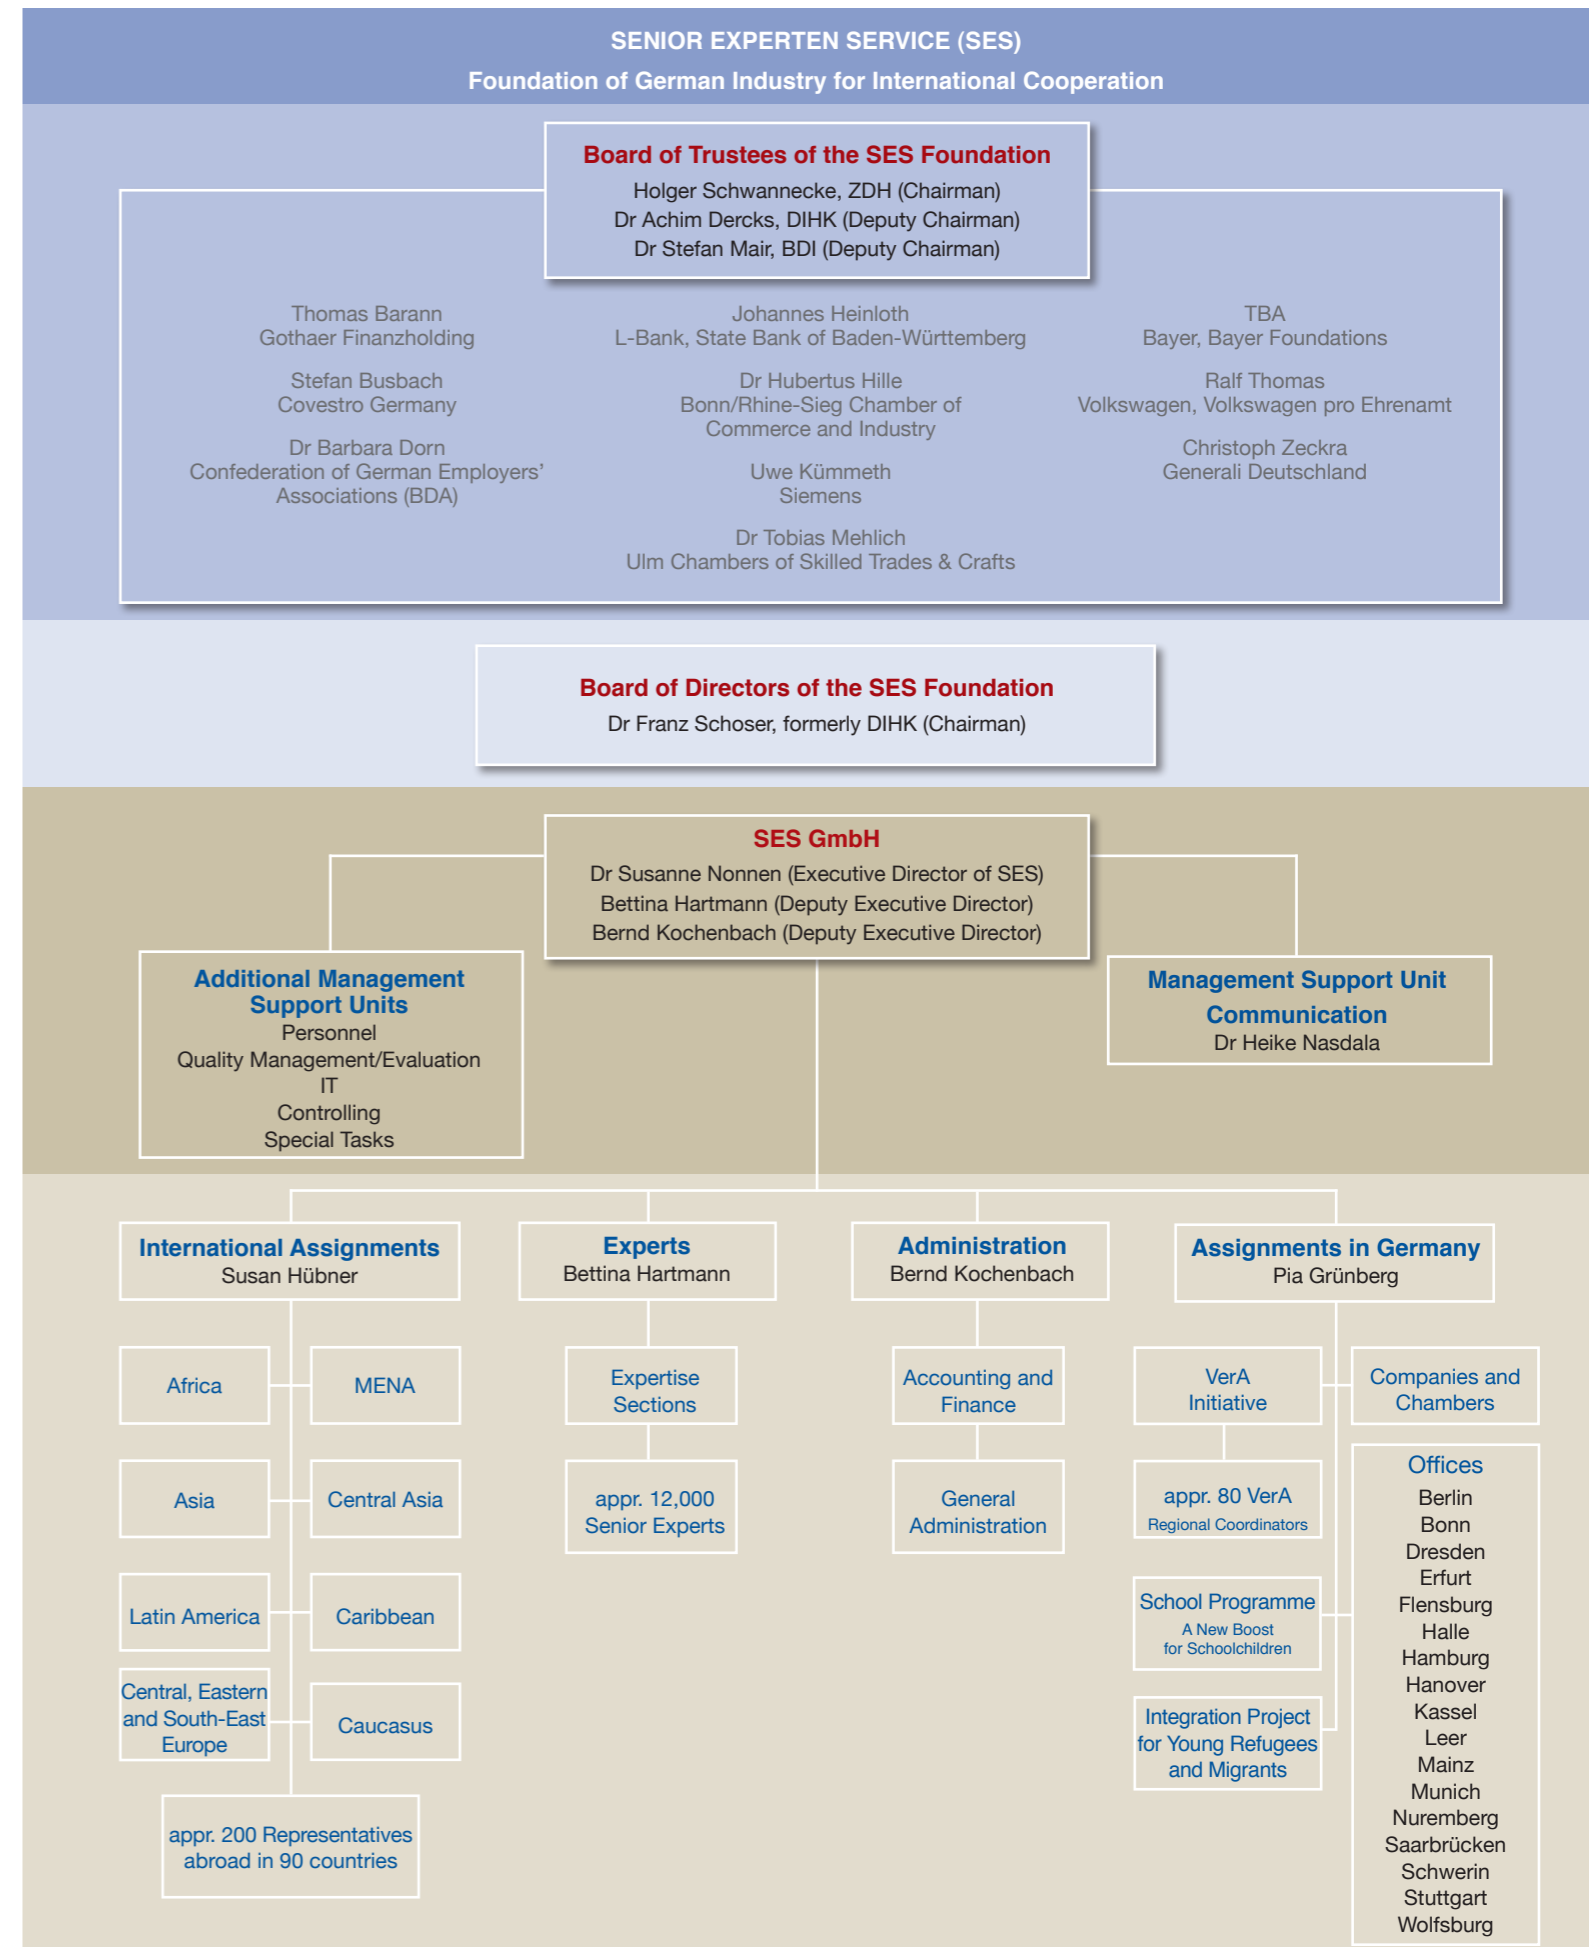 SENIOR EXPERTEN SERVICE (SES)
Foundation of German Industry for International Cooperation
Board of Trustees of the SES Foundation
Holger Schwannecke, ZDH (Chairman)
Dr Achim Dercks, DIHK (Deputy Chairman)
Dr Stefan Mair, BDI (Deputy Chairman)
Thomas Barann
Gothaer Finanzholding
Stefan Busbach
Covestro Germany
Dr Barbara Dorn
Confederation of German Employers’
Associations (BDA)
Johannes Heinloth
L-Bank, State Bank of Baden-Württemberg
Dr Hubertus Hille
Bonn/Rhine-Sieg Chamber of
Commerce and Industry
Uwe Kümmeth
Siemens
Dr Tobias Mehlich
Ulm Chambers of Skilled Trades & Crafts
TBA
Bayer, Bayer Foundations
Ralf Thomas
Volkswagen, Volkswagen pro Ehrenamt
Christoph Zeckra
Generali Deutschland
Board of Directors of the SES Foundation
Dr Franz Schoser, formerly DIHK (Chairman)
SES GmbH
Dr Susanne Nonnen (Executive Director of SES)
Bettina Hartmann (Deputy Executive Director)
Bernd Kochenbach (Deputy Executive Director)
Additional Management
Support Units
Personnel
Quality Management/Evaluation
IT
Controlling
Special Tasks
Management Support Unit
Communication
Dr Heike Nasdala
International Assignments
Susan Hübner
Africa
MENA
Asia
Central Asia
Latin America
Caribbean
Central, Eastern
and South-East
Europe
Caucasus
appr. 200 Representatives
abroad in 90 countries
Experts
Bettina Hartmann
Expertise
Sections
appr. 12,000
Senior Experts
Administration
Bernd Kochenbach
Accounting and
Finance
General
Administration
Assignments in Germany
Pia Grünberg
VerA
Initiative
Companies and
Chambers
appr. 80 VerA
Regional Coordinators
School Programme
A New Boost
for Schoolchildren
Integration Project
for Young Refugees
and Migrants
Offices
Berlin
Bonn
Dresden
Erfurt
Flensburg
Halle
Hamburg
Hanover
Kassel
Leer
Mainz
Munich
Nuremberg
Saarbrücken
Schwerin
Stuttgart
Wolfsburg